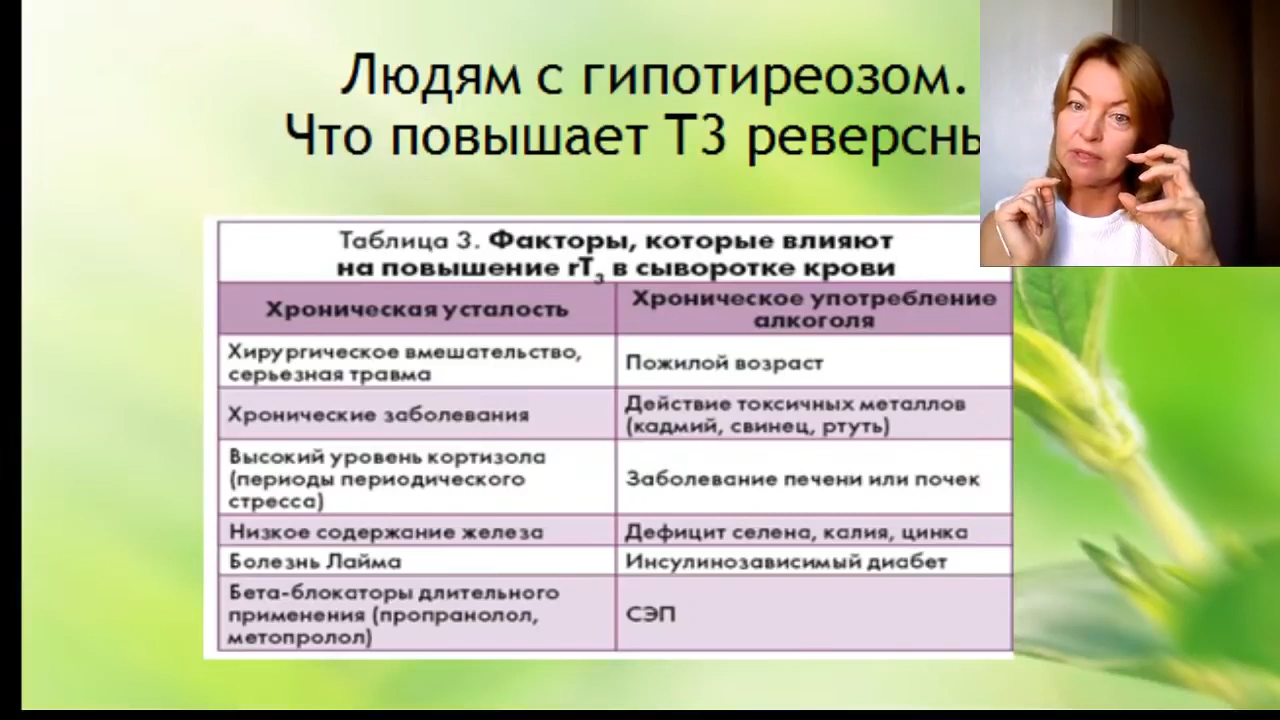 Людям с гипотиреозом.
Что повышает Т3 реверсны
Таблица 3. Факторы, которые влияют
на повышение rT₃ в сыворотке крови
Хроническая усталость
Хроническое употребление
алкоголя
Хирургическое вмешательство,
серьезная травма
Пожилой возраст
Хронические заболевания
Действие токсичных металлов
(кадмий, свинец, ртуть)
Высокий уровень кортизола
(периоды периодического
стресса)
Заболевание печени или почек
Низкое содержание железа
Дефицит селена, калия, цинка
Болезнь Лайма
Инсулинозависимый диабет
Бета-блокаторы длительного
применения (пропранолол,
метопролол)
СЭП